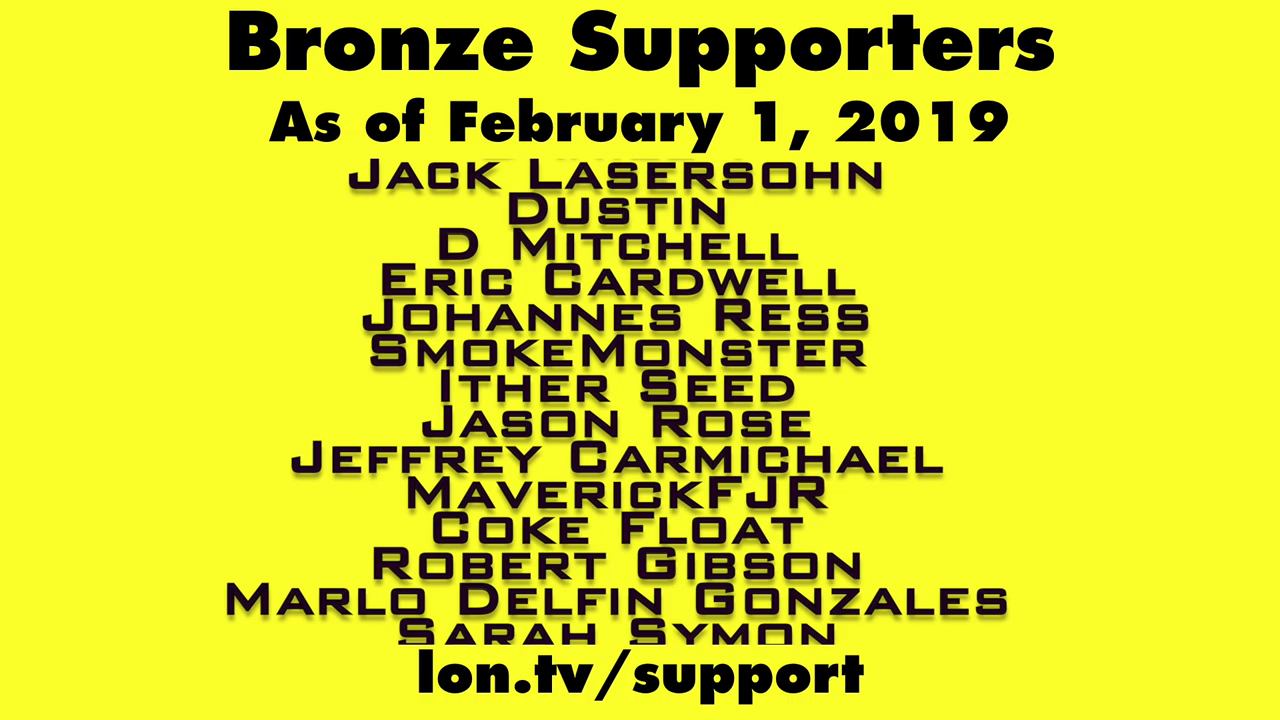 Bronze Supporters
As of February 1, 2019
Jack Lasersohn
Dustin
D Mitchell
Eric Cardwell
Johannes Ress
SmokeMonster
Ither Seed
Jason Rose
Jeffrey Carmichael
MaverickFJR
Coke Float
Robert Gibson
Marlo Delfin Gonzales
Sarah Symon
lon.tv/support